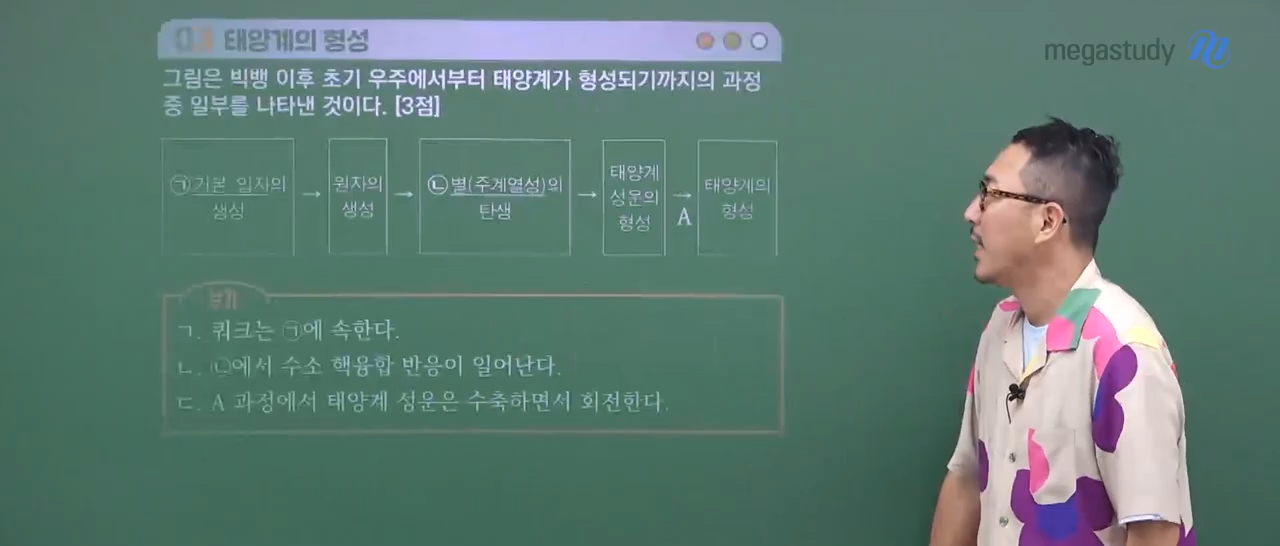 03 태양계의 형성
megastudy
그림은 빅뱅 이후 초기 우주에서부터 태양계가 형성되기까지의 과정
중 일부를 나타낸 것이다. [3점]
㉠기본 입자의
생성
→
원자의
생성
→
㉡별(주계열성)의
탄생
→
태양계
성운의
형성
→
A
태양계의
형성
보기
ㄱ. 쿼크는 ㉠에 속한다.
ㄴ. ㉡에서 수소 핵융합 반응이 일어난다.
ㄷ. A 과정에서 태양계 성운은 수축하면서 회전한다.